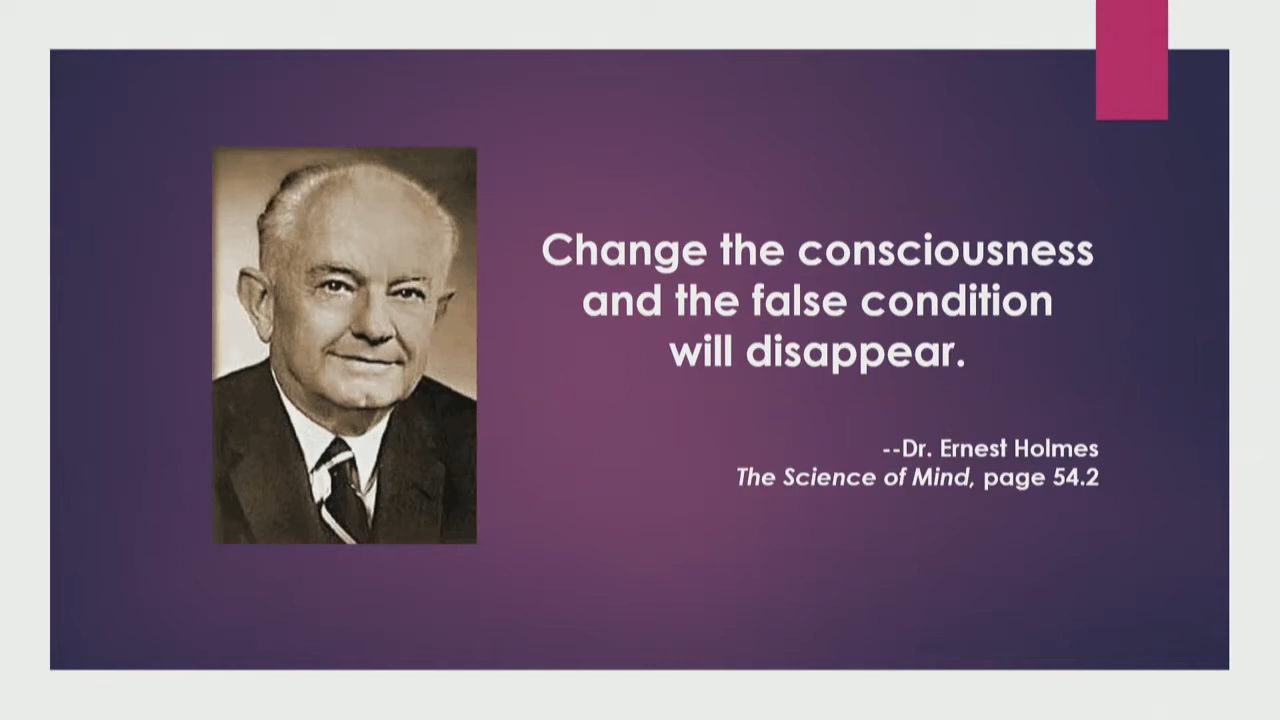 Change the consciousness
and the false condition
will disappear.
--Dr. Ernest Holmes
The Science of Mind, page 54.2